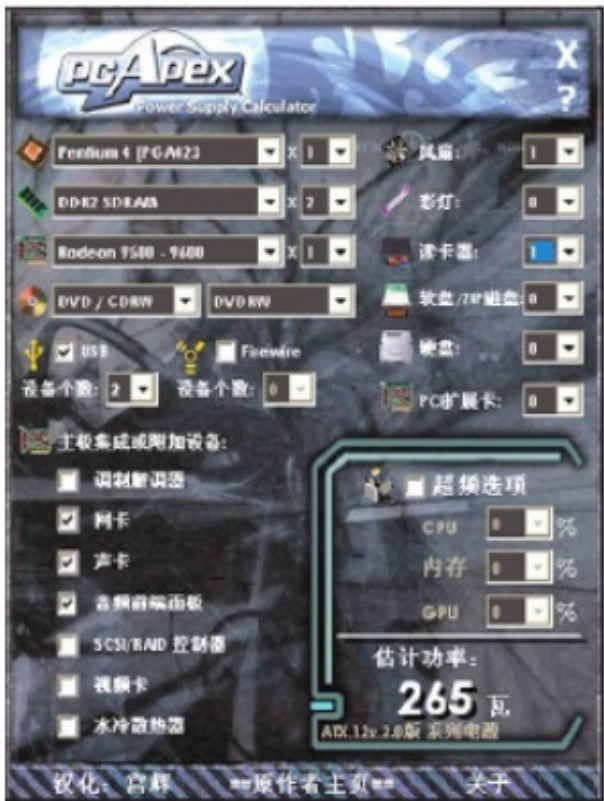 pcApex
Power Supply Calculator
X
?
Pentium 4 [PGA423 X 1
DDR2 SDRAM X 2
Radeon 9500 - 9600 X 1
DVD / CDRW DVDRW
USB Firewire
设备个数: 2 设备个数: 0
风扇: 1
彩灯: 0
读卡器: 1
软盘/ZIP磁盘: 0
硬盘: 0
PCI扩展卡: 0
主板集成或附加设备:
调制解调器
网卡
声卡
音频前端面板
SCSI/RAID 控制器
视频卡
水冷散热器
超频选项
CPU 0 %
内存 0 %
GPU 0 %
估计功率:
265 瓦
ATX 12v 2.0版 系列电源
汉化: 宫辉 ==原作者主页== 关于